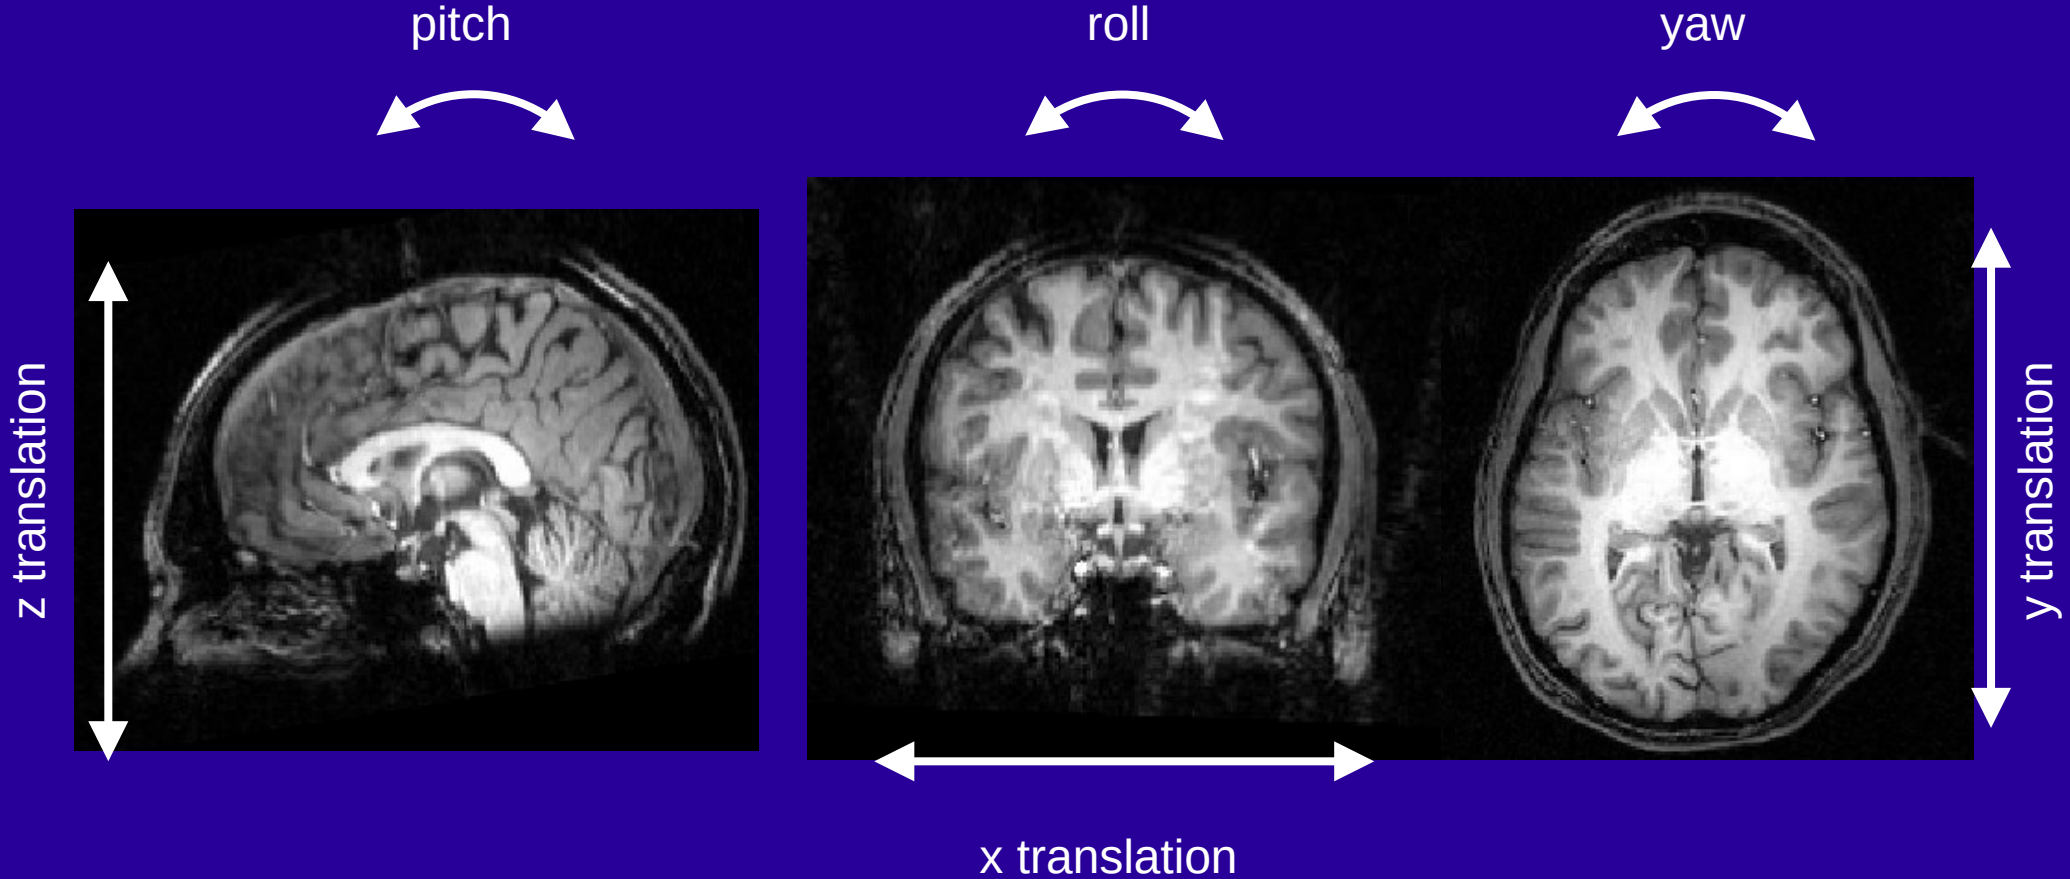 pitch
roll
yaw
z translation
y translation
x translation